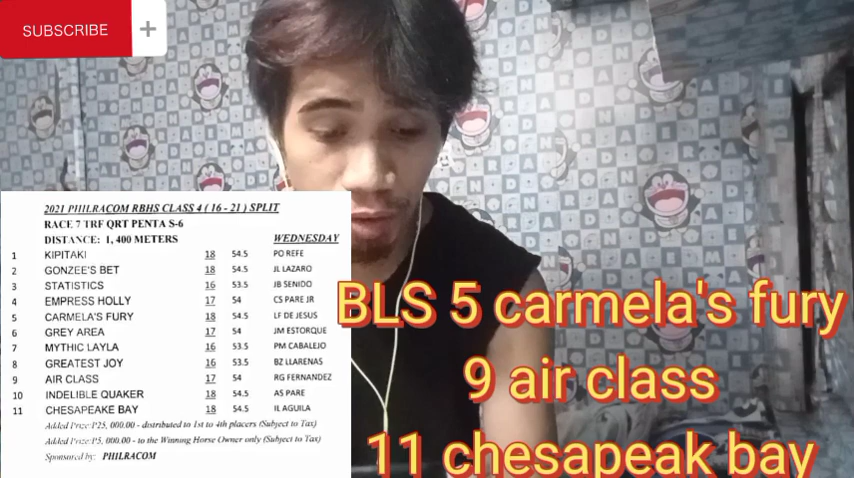 SUBSCRIBE +
2021 PHILRACOM RBHS CLASS 4 ( 16 - 21 ) SPLIT
RACE 7 TRF QRT PENTA S-6
DISTANCE: 1, 400 METERS WEDNESDAY
1 KIPITAKI 18 54.5 PO REFE
2 GONZEE'S BET 18 54.5 JL LAZARO
3 STATISTICS 16 53.5 JB SENIDO
4 EMPRESS HOLLY 17 54 CS PARE JR
5 CARMELA'S FURY 18 54.5 LF DE JESUS
6 GREY AREA 17 54 JM ESTORQUE
7 MYTHIC LAYLA 16 53.5 PM CABALEJO
8 GREATEST JOY 16 53.5 BZ LLARENAS
9 AIR CLASS 17 54 RG FERNANDEZ
10 INDELIBLE QUAKER 18 54.5 AS PARE
11 CHESAPEAKE BAY 18 54.5 IL AGUILA
Added Prize:P25, 000.00 - distributed to 1st to 4th placers (Subject to Tax)
Added Prize:P5, 000.00 - to the Winning Horse Owner only (Subject to Tax)
Sponsored by: PHILRACOM
BLS 5 carmela's fury
9 air class
11 chesapeak bay